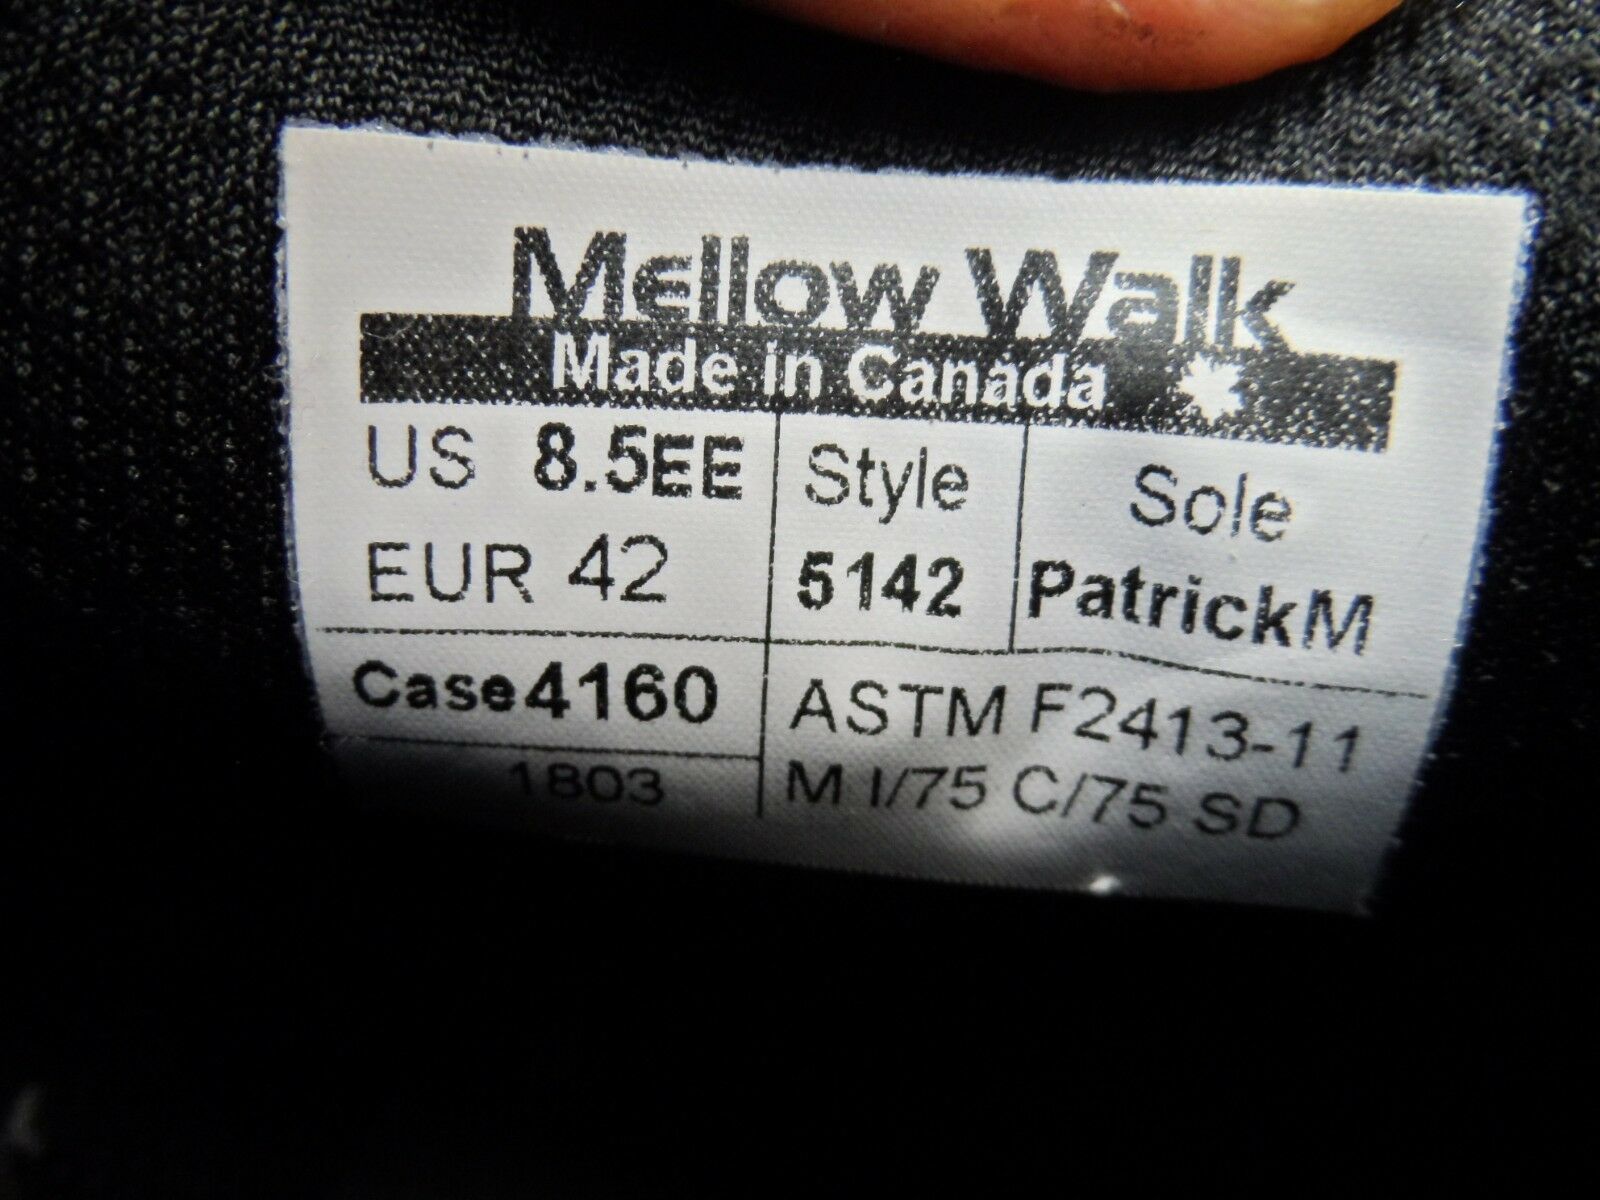 Mellow Walk
Made in Canada
US 8.5EE
EUR 42
Style
5142
Sole
PatrickM
Case4160
1803
ASTM F2413-11
M I/75 C/75 SD